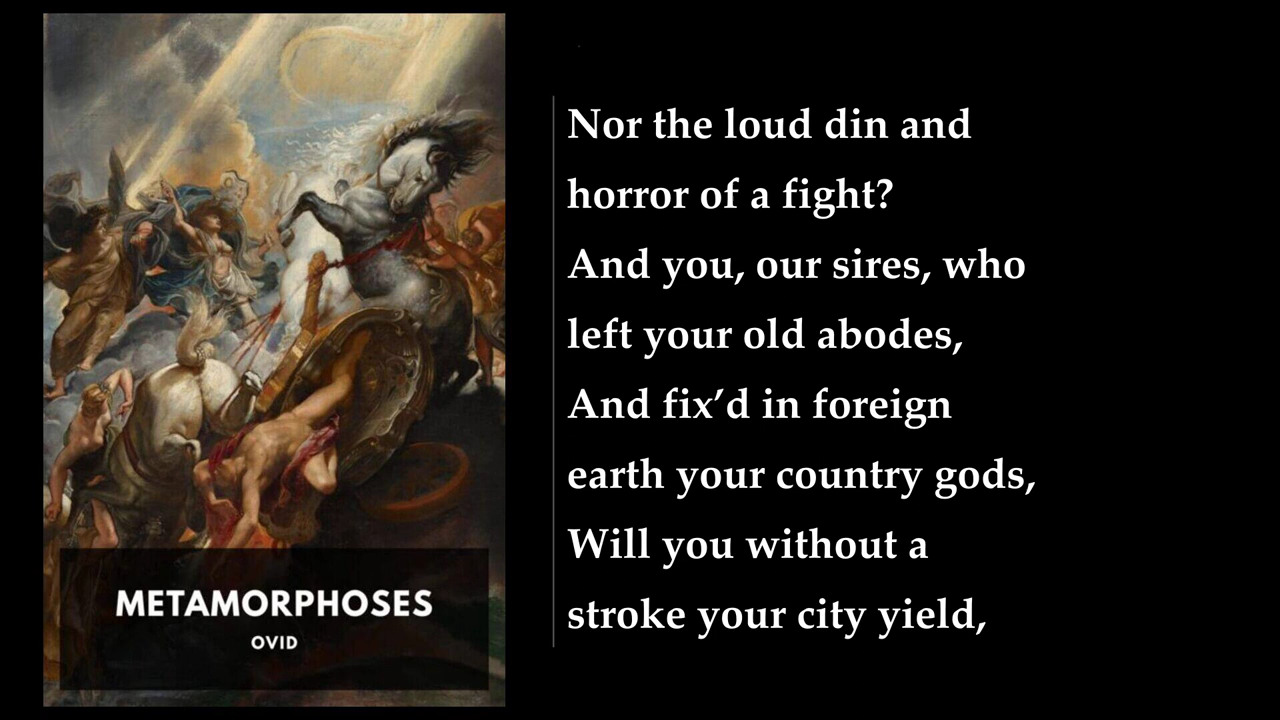 METAMORPHOSES
OVID
Nor the loud din and
horror of a fight?
And you, our sires, who
left your old abodes,
And fix’d in foreign
earth your country gods,
Will you without a
stroke your city yield,